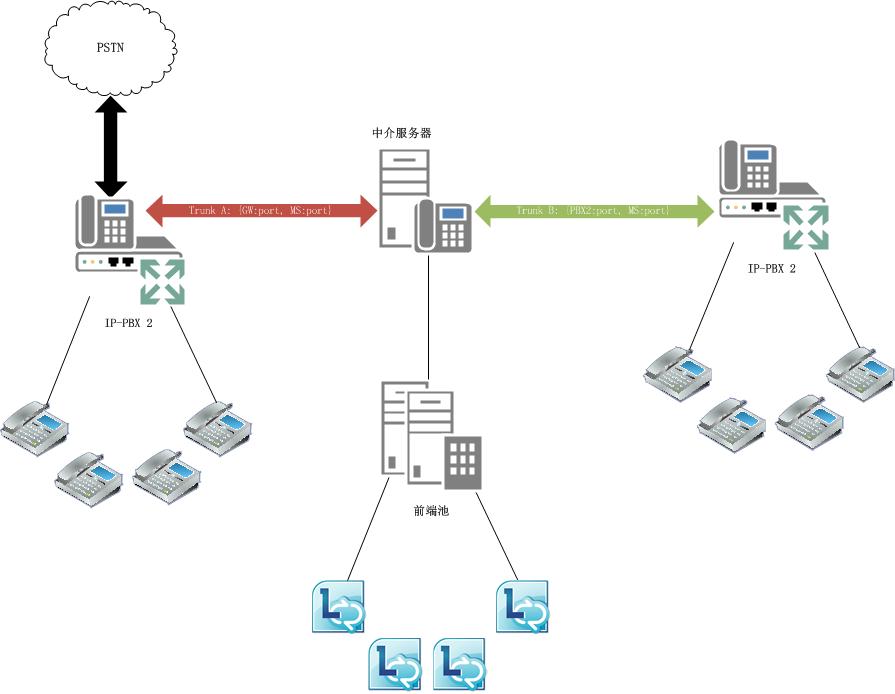 PSTN
中介服务器
Trunk A: {GW:port, MS:port}
Trunk B: {PBX2:port, MS:port}
IP-PBX 2
IP-PBX 2
前端池